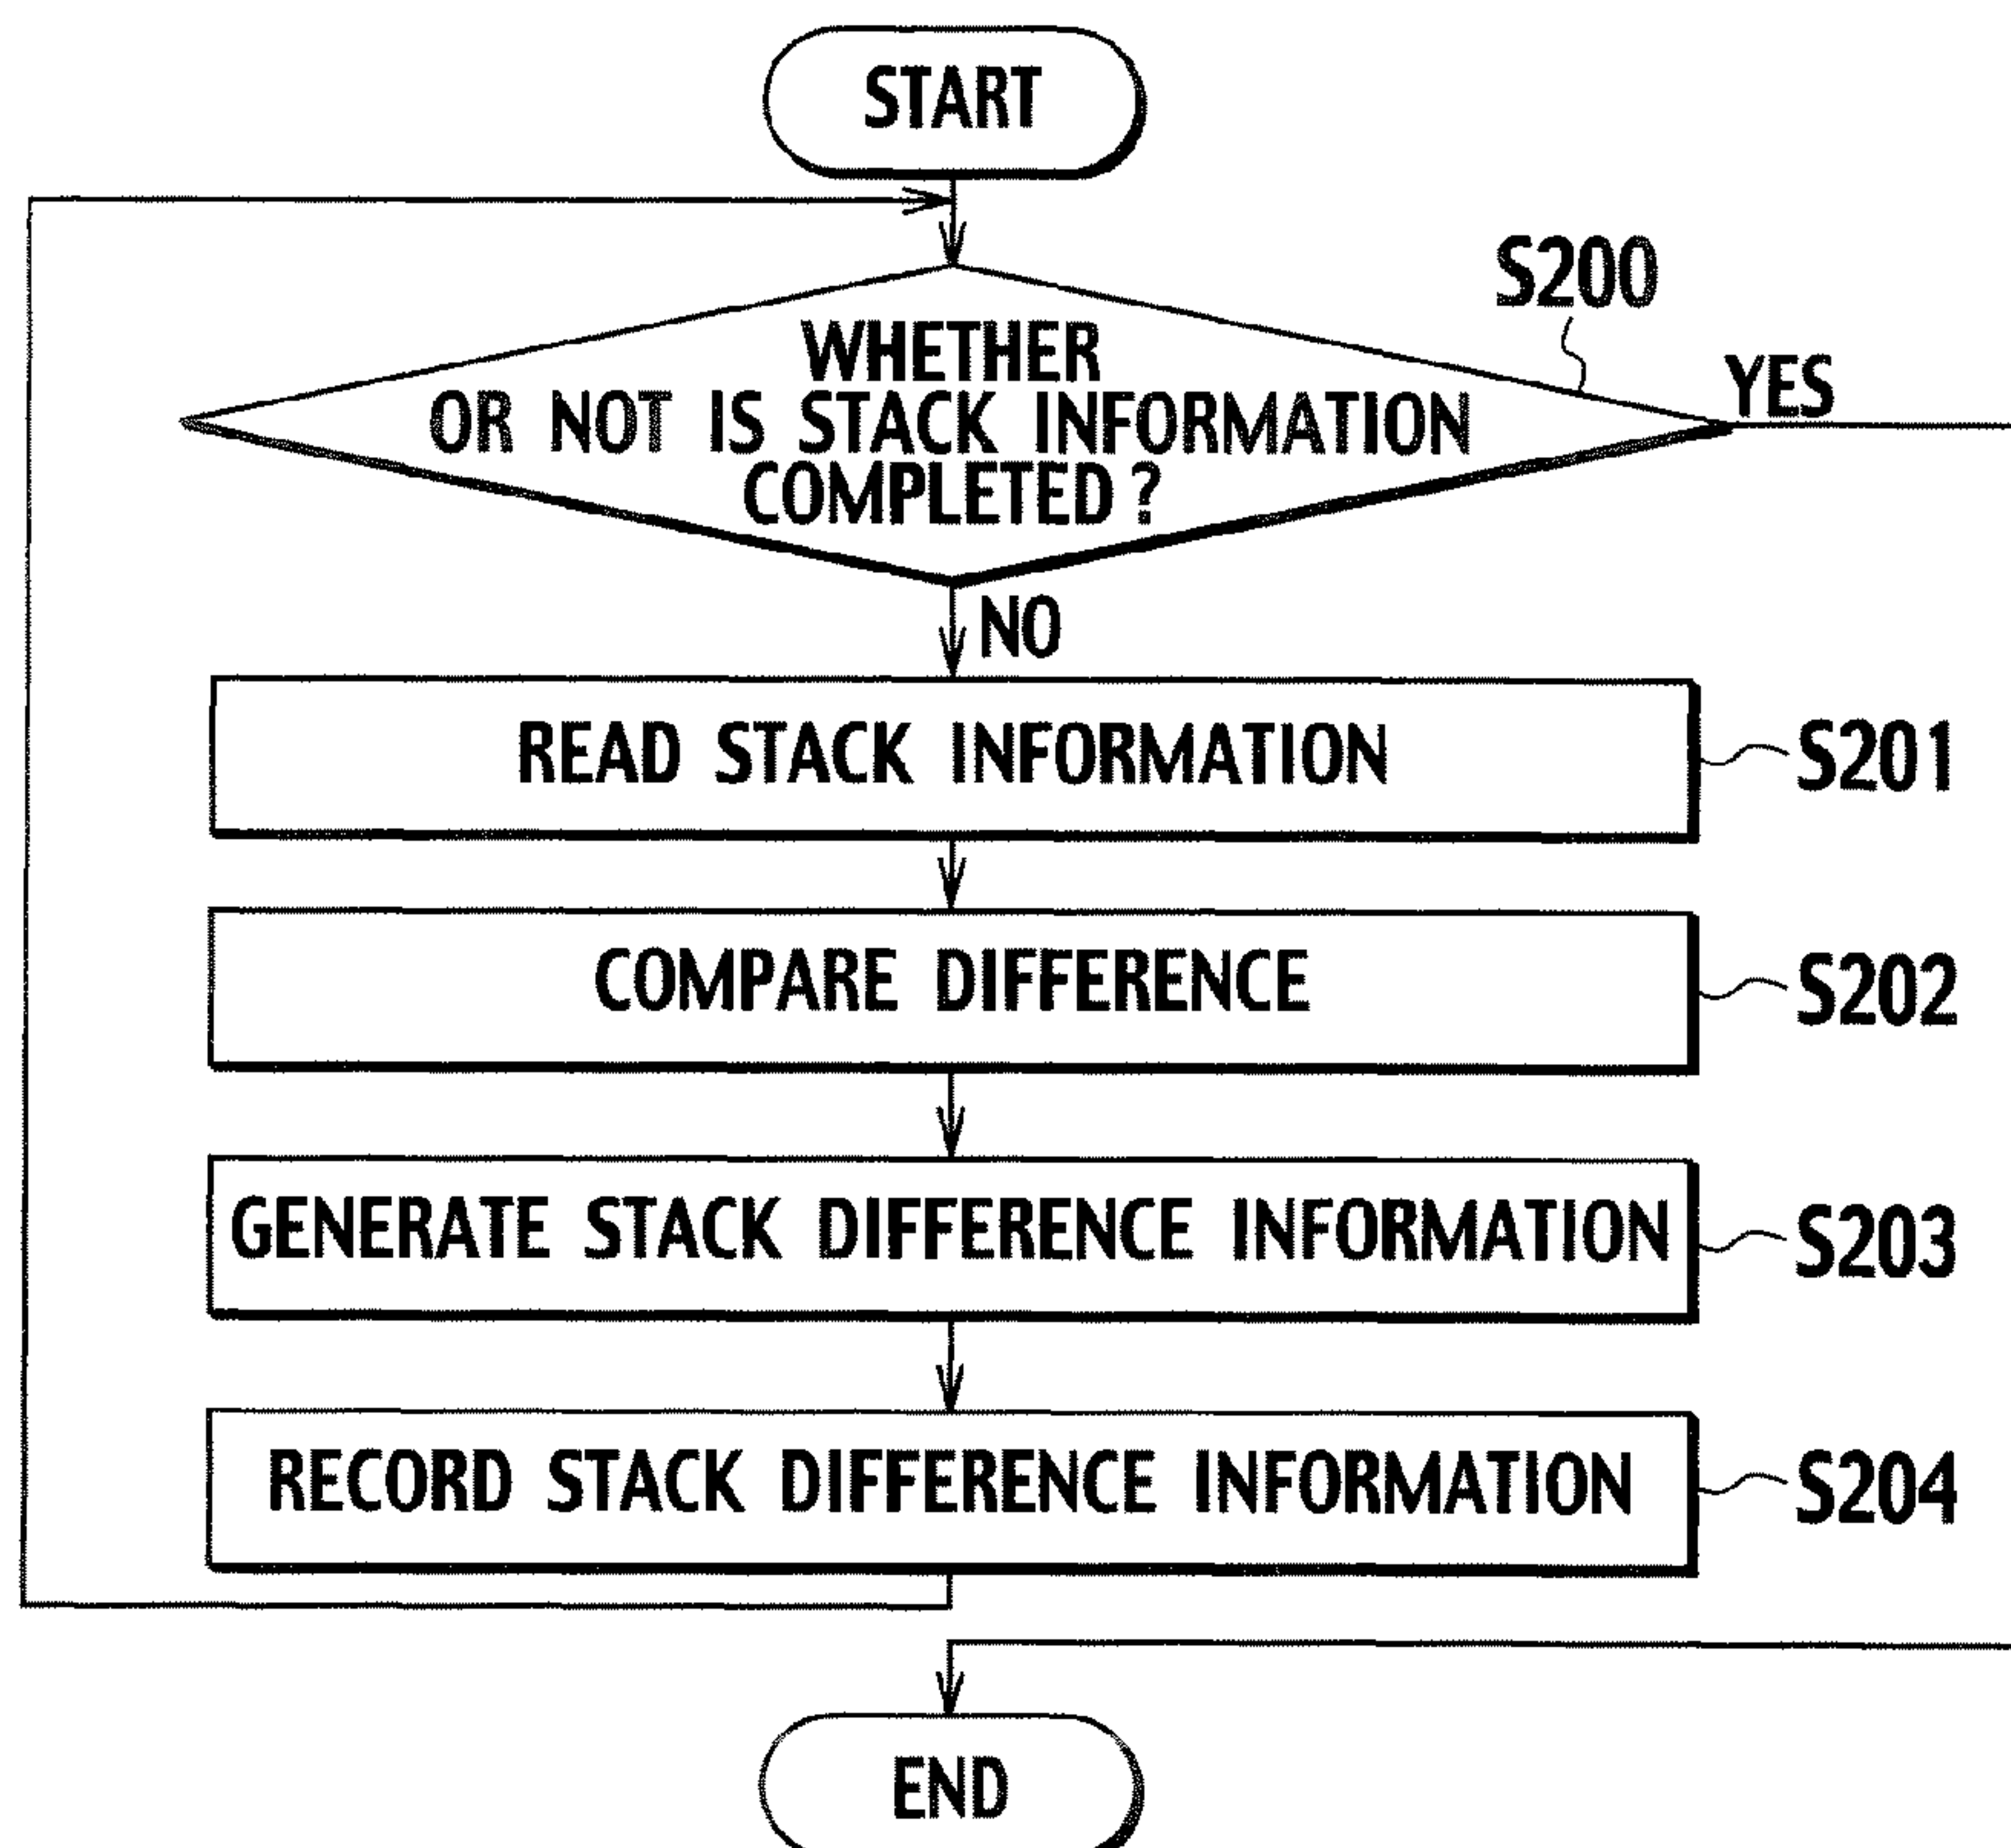 START
S200
WHETHER
OR NOT IS STACK INFORMATION
COMPLETED ?
YES
NO
READ STACK INFORMATION
S201
COMPARE DIFFERENCE
S202
GENERATE STACK DIFFERENCE INFORMATION
S203
RECORD STACK DIFFERENCE INFORMATION
S204
END